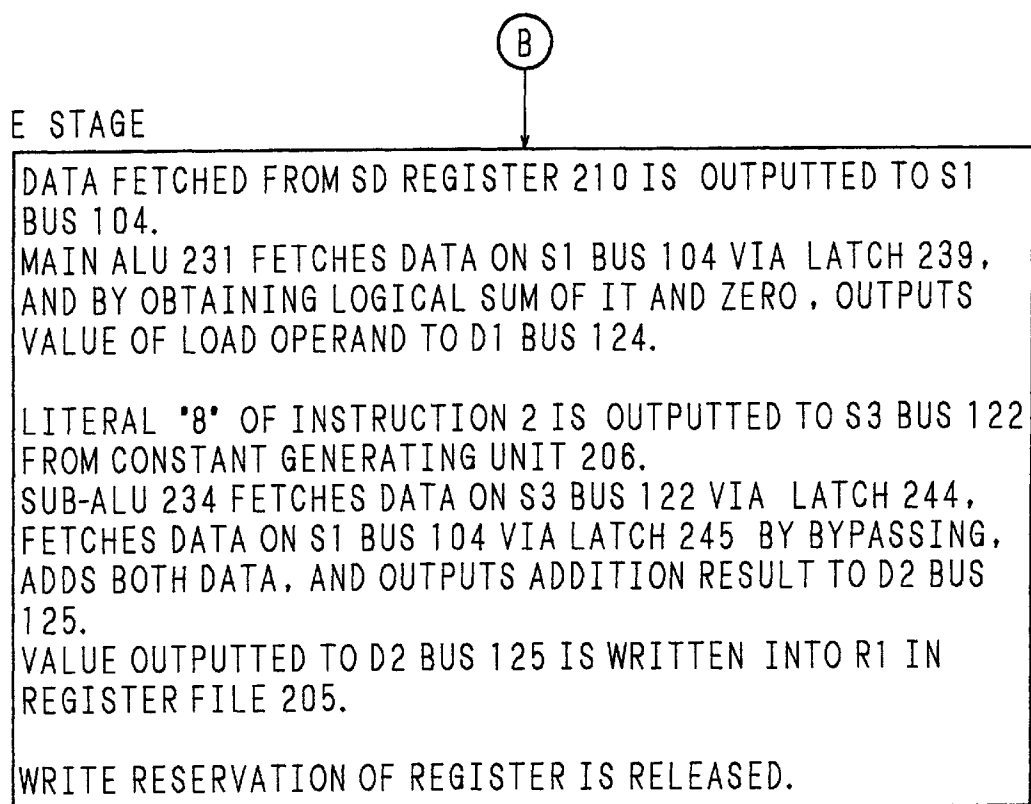 B
E STAGE
DATA FETCHED FROM SD REGISTER 210 IS OUTPUTTED TO S1
BUS 104.
MAIN ALU 231 FETCHES DATA ON S1 BUS 104 VIA LATCH 239,
AND BY OBTAINING LOGICAL SUM OF IT AND ZERO, OUTPUTS
VALUE OF LOAD OPERAND TO D1 BUS 124.
LITERAL "8" OF INSTRUCTION 2 IS OUTPUTTED TO S3 BUS 122
FROM CONSTANT GENERATING UNIT 206.
SUB-ALU 234 FETCHES DATA ON S3 BUS 122 VIA LATCH 244,
FETCHES DATA ON S1 BUS 104 VIA LATCH 245 BY BYPASSING,
ADDS BOTH DATA, AND OUTPUTS ADDITION RESULT TO D2 BUS
125.
VALUE OUTPUTTED TO D2 BUS 125 IS WRITTEN INTO R1 IN
REGISTER FILE 205.
WRITE RESERVATION OF REGISTER IS RELEASED.